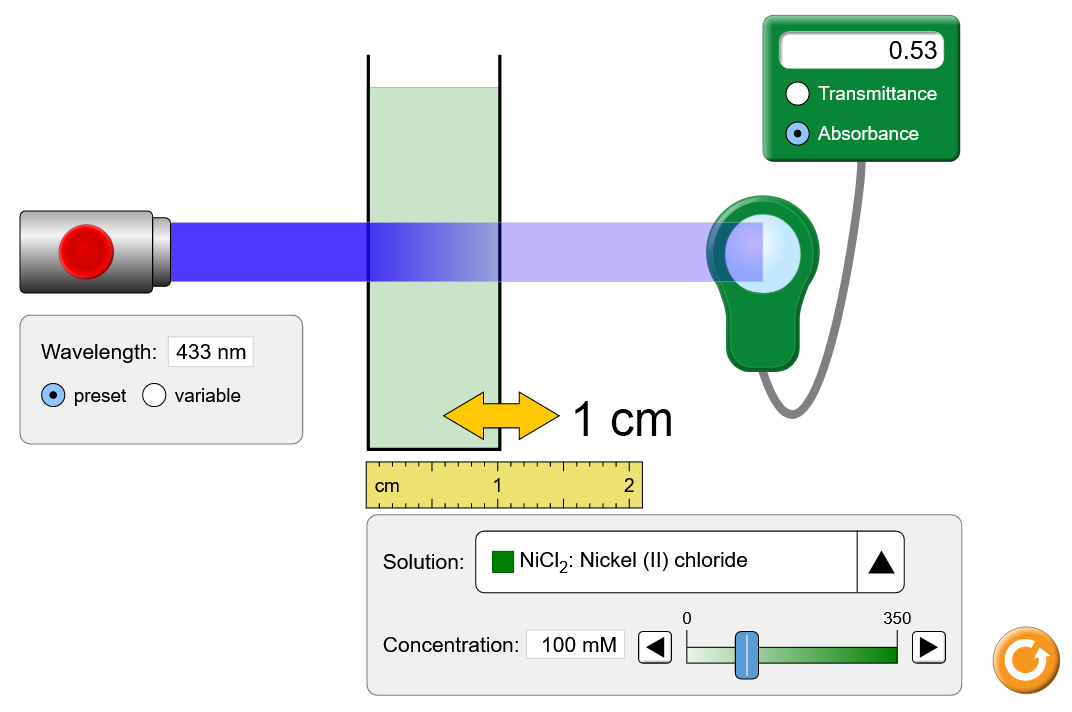 0.53
Transmittance
Absorbance
Wavelength: 433 nm
preset variable
1 cm
cm 1 2
Solution: NiCl₂: Nickel (II) chloride
0 350
Concentration: 100 mM